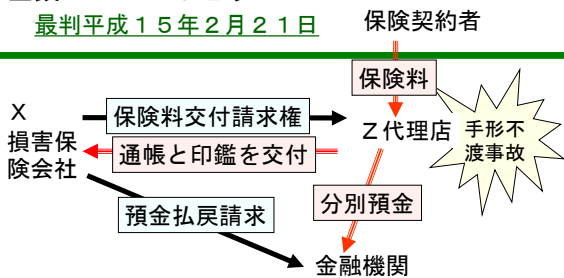 最判平成１５年２月２１日
保険契約者
保険料
X
損害保
険会社
保険料交付請求権
Z代理店
手形不
渡事故
通帳と印鑑を交付
分別預金
預金払戻請求
金融機関